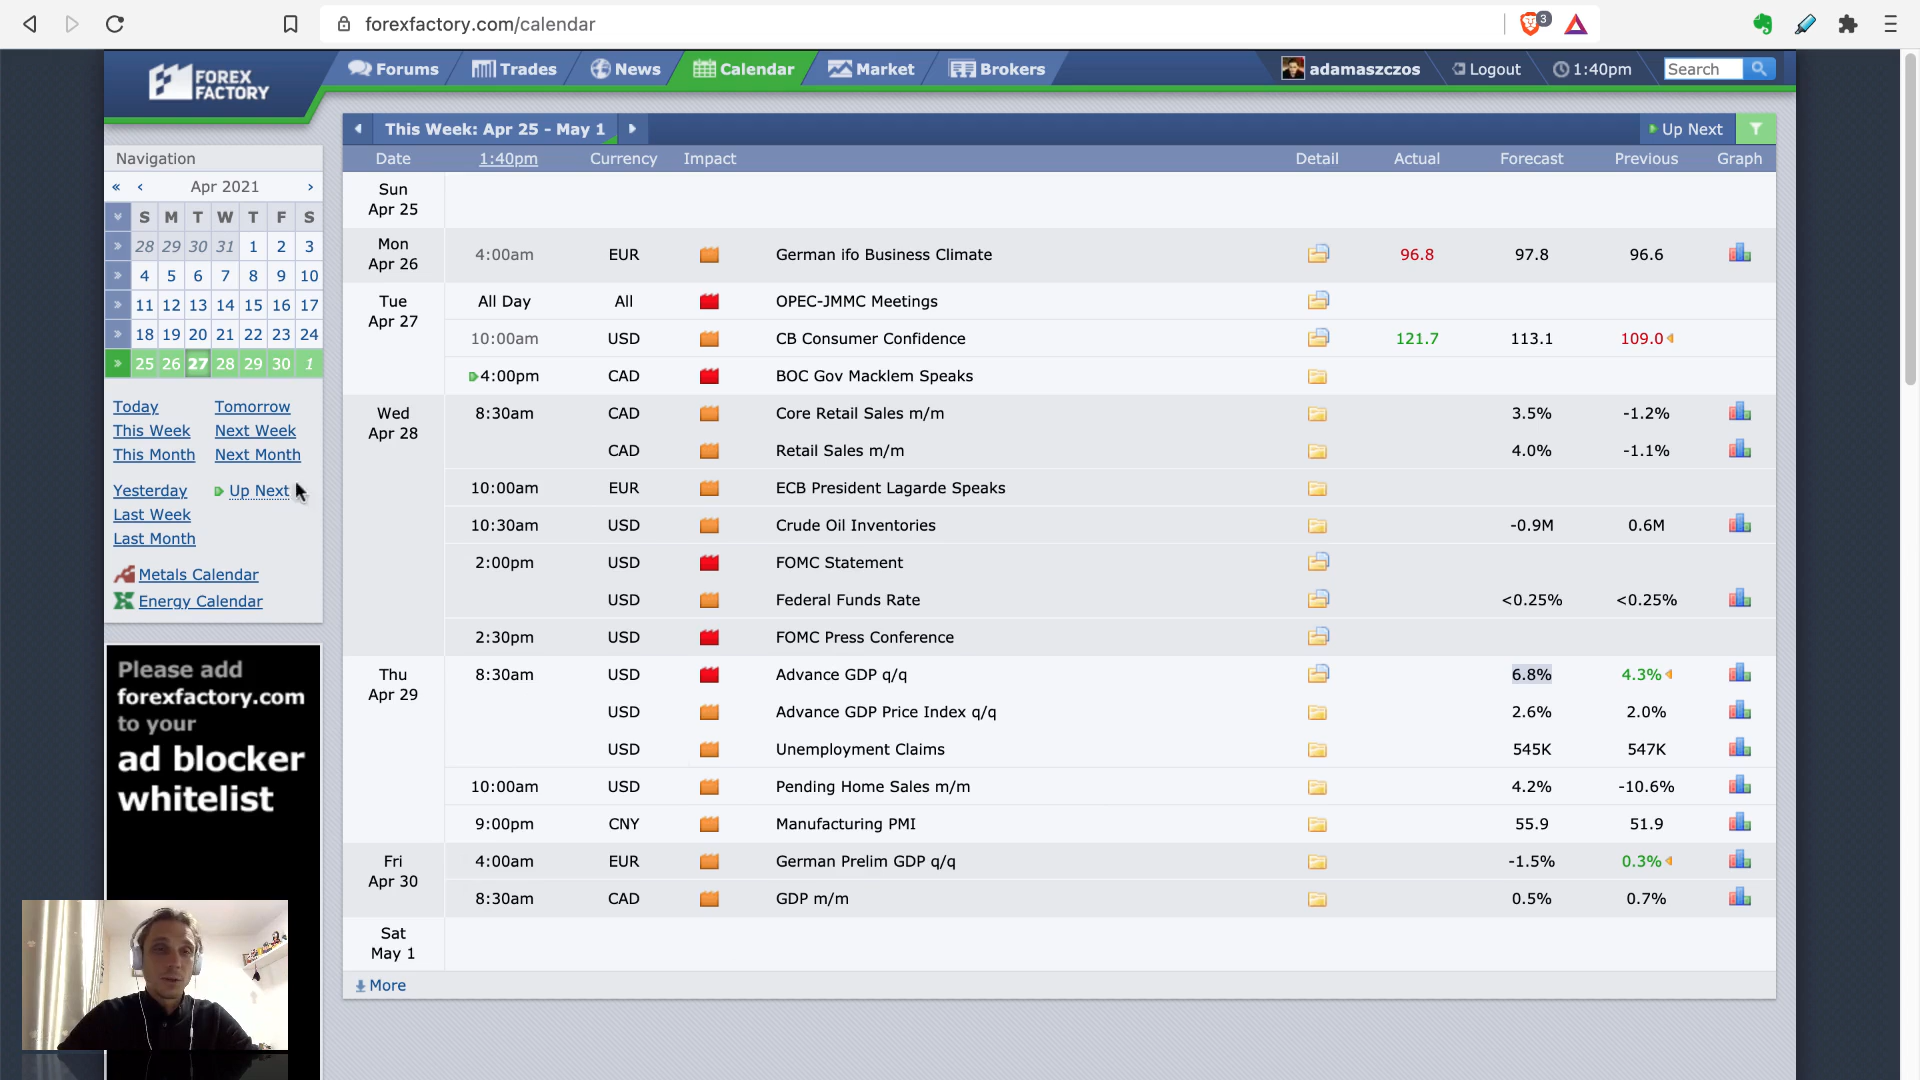 forexfactory.com/calendar
3
FOREX
FACTORY
Forums Trades News Calendar Market Brokers adamaszczos Logout 1:40pm Search
This Week: Apr 25 - May 1 Up Next
Navigation
« ‹ Apr 2021 ›
S M T W T F S
» 28 29 30 31 1 2 3
» 4 5 6 7 8 9 10
» 11 12 13 14 15 16 17
» 18 19 20 21 22 23 24
» 25 26 27 28 29 30 1
Today Tomorrow
This Week Next Week
This Month Next Month
Yesterday Up Next
Last Week
Last Month
Metals Calendar
Energy Calendar
Please add
forexfactory.com
to your
ad blocker
whitelist
Date 1:40pm Currency Impact Detail Actual Forecast Previous Graph
Sun
Apr 25
Mon
Apr 26
4:00am EUR German ifo Business Climate 96.8 97.8 96.6
Tue
Apr 27
All Day All OPEC-JMMC Meetings
10:00am USD CB Consumer Confidence 121.7 113.1 109.0
4:00pm CAD BOC Gov Macklem Speaks
Wed
Apr 28
8:30am CAD Core Retail Sales m/m 3.5% -1.2%
CAD Retail Sales m/m 4.0% -1.1%
10:00am EUR ECB President Lagarde Speaks
10:30am USD Crude Oil Inventories -0.9M 0.6M
2:00pm USD FOMC Statement
USD Federal Funds Rate <0.25% <0.25%
2:30pm USD FOMC Press Conference
Thu
Apr 29
8:30am USD Advance GDP q/q 6.8% 4.3%
USD Advance GDP Price Index q/q 2.6% 2.0%
USD Unemployment Claims 545K 547K
10:00am USD Pending Home Sales m/m 4.2% -10.6%
9:00pm CNY Manufacturing PMI 55.9 51.9
Fri
Apr 30
4:00am EUR German Prelim GDP q/q -1.5% 0.3%
8:30am CAD GDP m/m 0.5% 0.7%
Sat
May 1
More